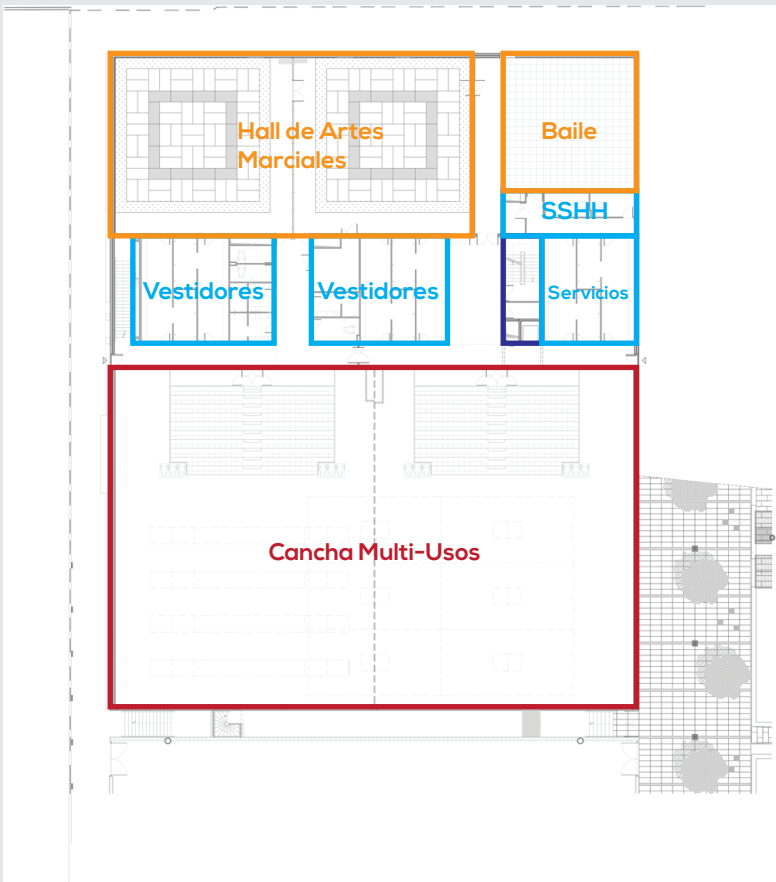 Hall de Artes
Marciales
Baile
SSHH
Vestidores
Vestidores
Servicios
Cancha Multi-Usos